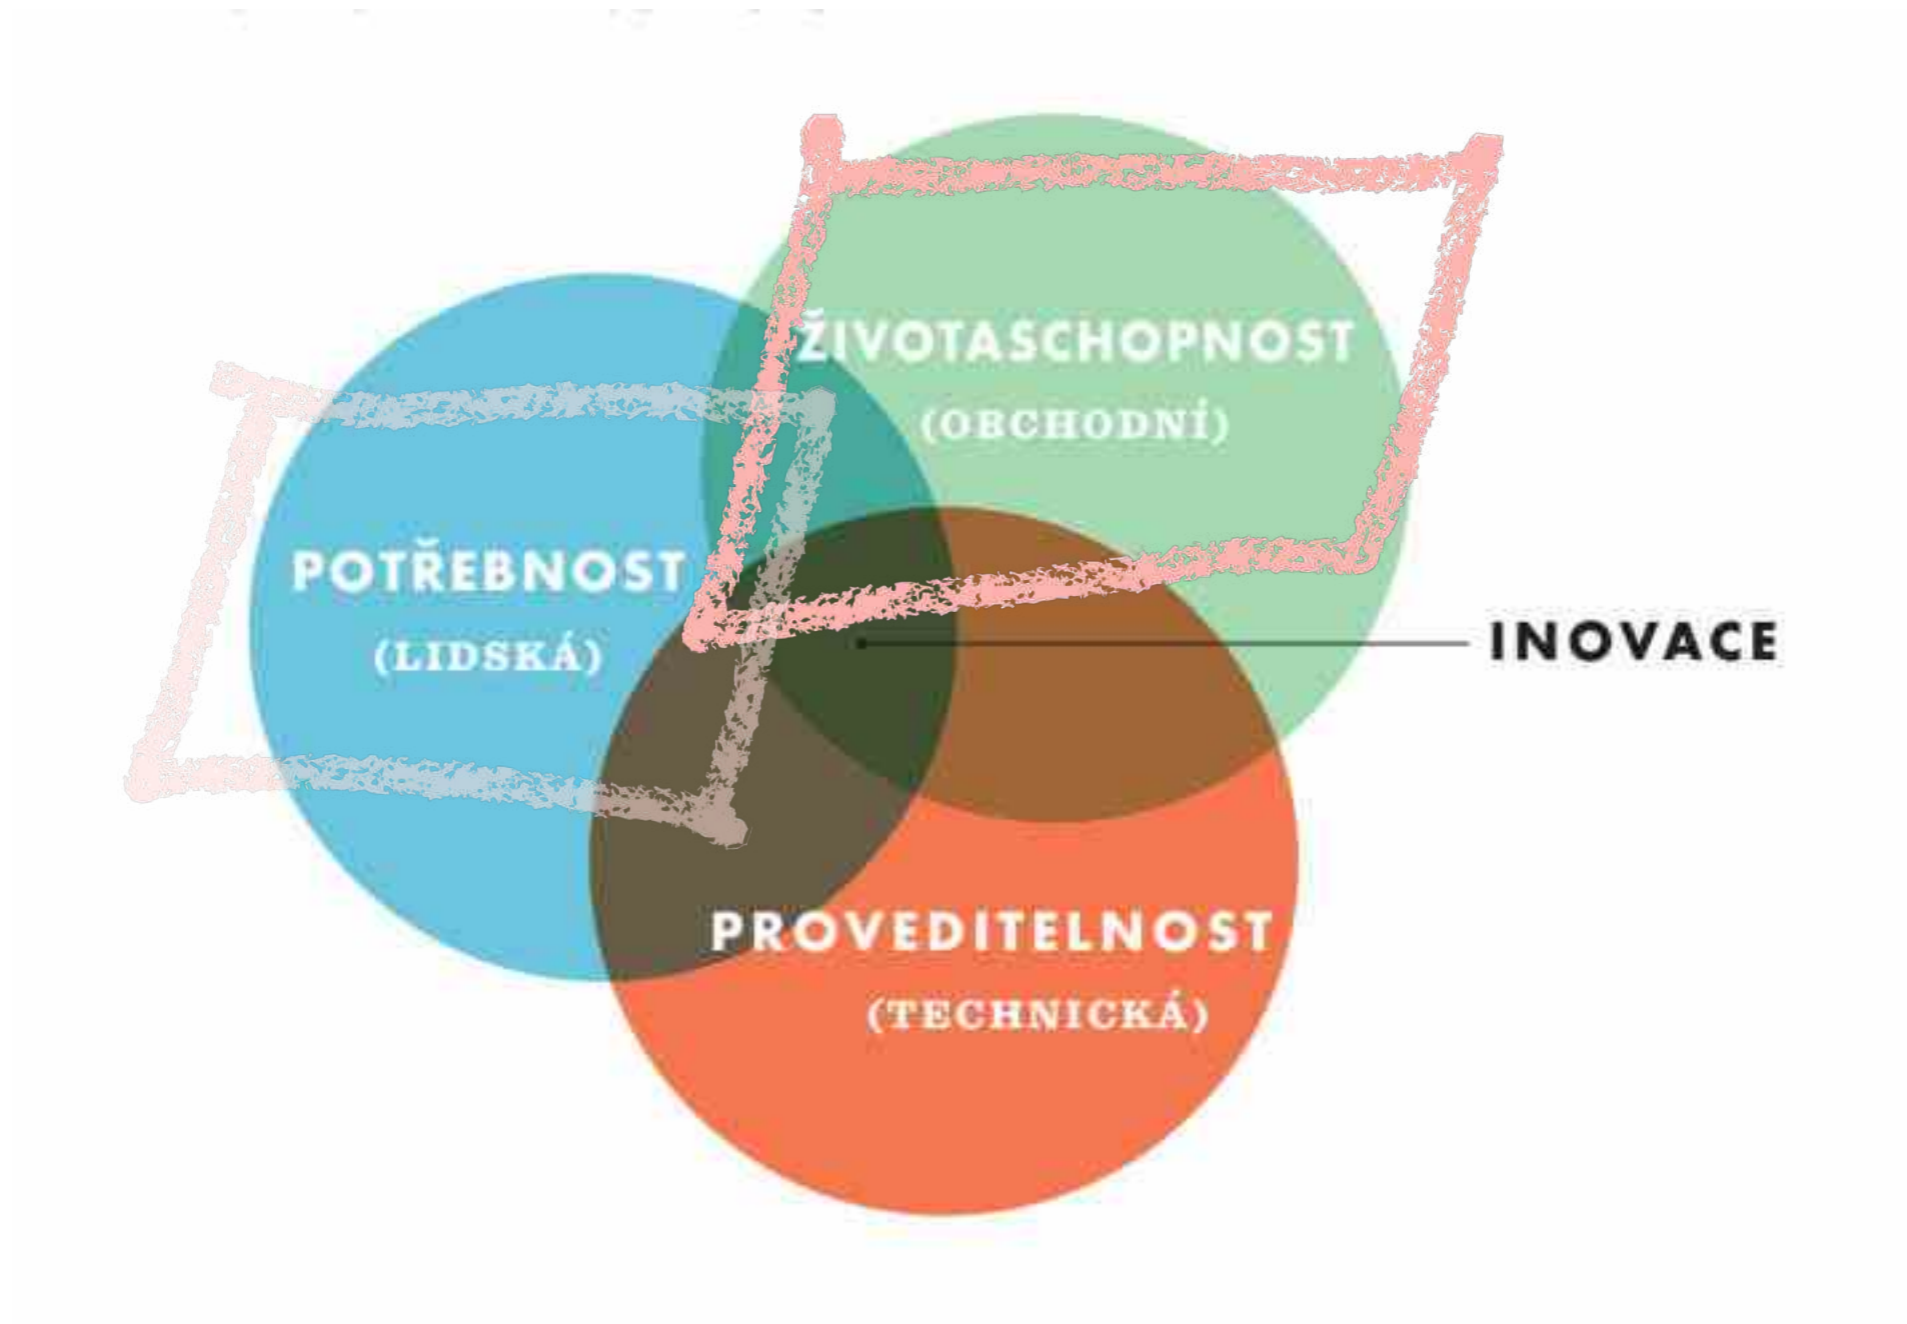 ŽIVOTASCHOPNOST
(OBCHODNÍ)
POTŘEBNOST
(LIDSKÁ)
INOVACE
PROVEDITELNOST
(TECHNICKÁ)